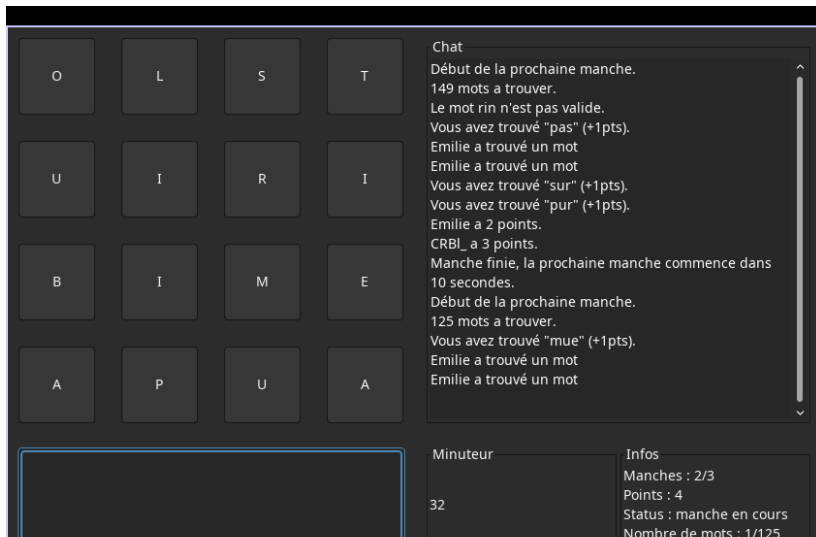 O L S T
U I R I
B I M E
A P U A
Chat
Début de la prochaine manche.
149 mots a trouver.
Le mot rin n'est pas valide.
Vous avez trouvé "pas" (+1pts).
Emilie a trouvé un mot
Emilie a trouvé un mot
Vous avez trouvé "sur" (+1pts).
Vous avez trouvé "pur" (+1pts).
Emilie a 2 points.
CRBl_ a 3 points.
Manche finie, la prochaine manche commence dans
10 secondes.
Début de la prochaine manche.
125 mots a trouver.
Vous avez trouvé "mue" (+1pts).
Emilie a trouvé un mot
Emilie a trouvé un mot
Minuteur
32
Infos
Manches : 2/3
Points : 4
Status : manche en cours
Nombre de mots : 1/125